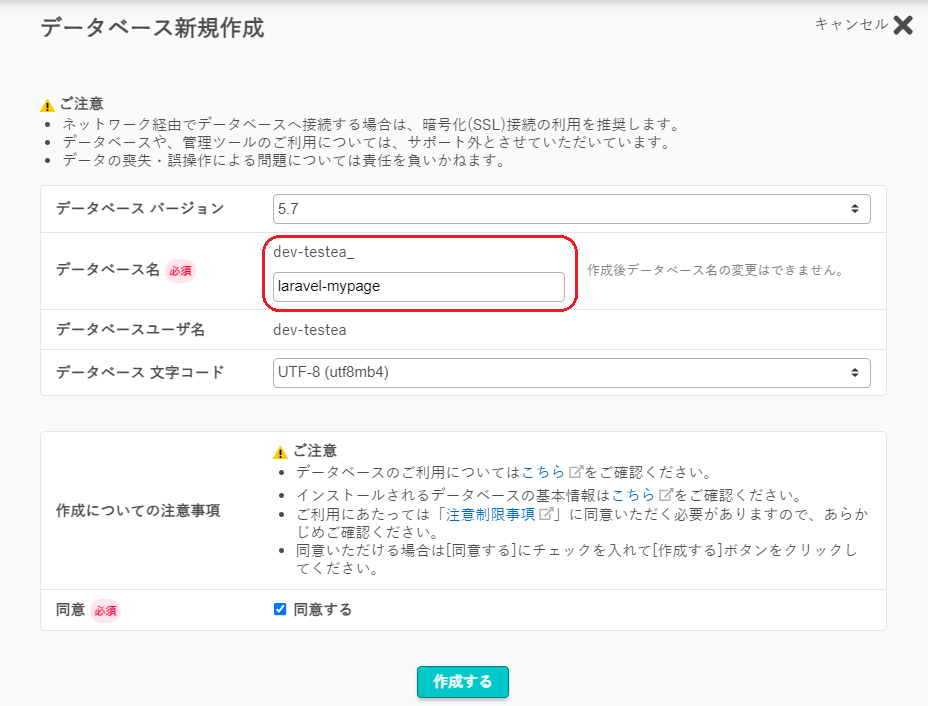 データベース新規作成
キャンセル
ご注意
ネットワーク経由でデータベースへ接続する場合は、暗号化(SSL)接続の利用を推奨します。
データベースや、管理ツールのご利用については、サポート外とさせていただいています。
データの喪失・誤操作による問題については責任を負いかねます。
データベース バージョン
5.7
データベース名 必須
dev-testea_
laravel-mypage
作成後データベース名の変更はできません。
データベースユーザ名
dev-testea
データベース 文字コード
UTF-8 (utf8mb4)
作成についての注意事項
ご注意
データベースのご利用についてはこちらをご確認ください。
インストールされるデータベースの基本情報はこちらをご確認ください。
ご利用にあたっては「注意制限事項」に同意いただく必要がありますので、あらか
じめご確認ください。
同意いただける場合は[同意する]にチェックを入れて[作成する]ボタンをクリックし
てください。
同意 必須
同意する
作成する